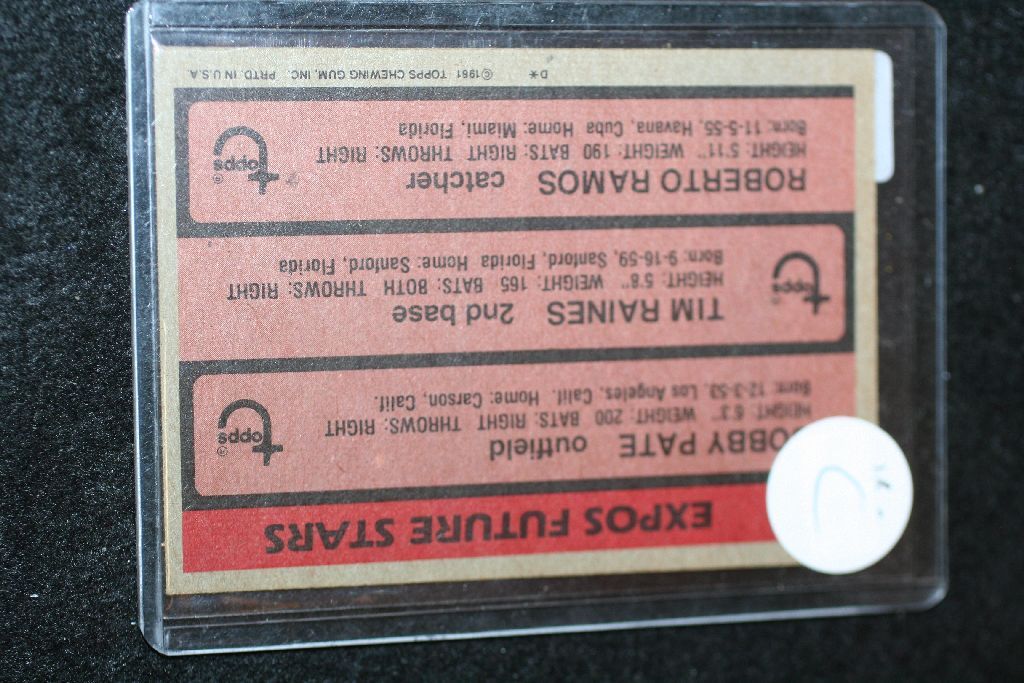 EXPOS FUTURE STARS
OBBY PATE outfield
HEIGHT: 6'3" WEIGHT: 200 BATS: RIGHT THROWS: RIGHT
Born: 12-3-53, Los Angeles, Calif. Home: Carson, Calif.
topps®
TIM RAINES 2nd base
HEIGHT: 5'8" WEIGHT: 165 BATS: BOTH THROWS: RIGHT
Born: 9-16-59, Sanford, Florida Home: Sanford, Florida
topps®
ROBERTO RAMOS catcher
HEIGHT: 5'11" WEIGHT: 190 BATS: RIGHT THROWS: RIGHT
Born: 11-5-55, Havana, Cuba Home: Miami, Florida
topps®
D* © 1981 TOPPS CHEWING GUM, INC. PRTD. IN U.S.A.